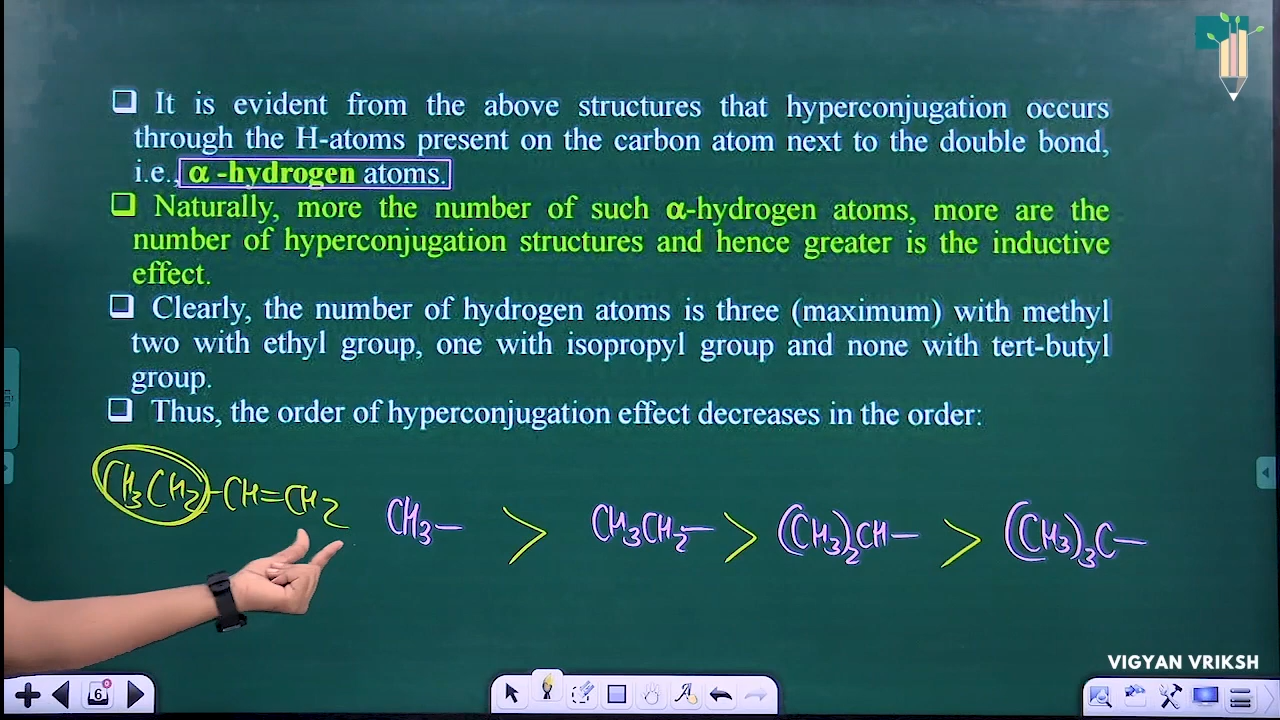 ❑ It is evident from the above structures that hyperconjugation occurs
through the H-atoms present on the carbon atom next to the double bond,
i.e., α -hydrogen atoms.
❑ Naturally, more the number of such α-hydrogen atoms, more are the
number of hyperconjugation structures and hence greater is the inductive
effect.
❑ Clearly, the number of hydrogen atoms is three (maximum) with methyl
two with ethyl group, one with isopropyl group and none with tert-butyl
group.
❑ Thus, the order of hyperconjugation effect decreases in the order:
CH3CH2-CH=CH2
CH3— > CH3CH2— > (CH3)2CH— > (CH3)3C—
VIGYAN VRIKSH
6